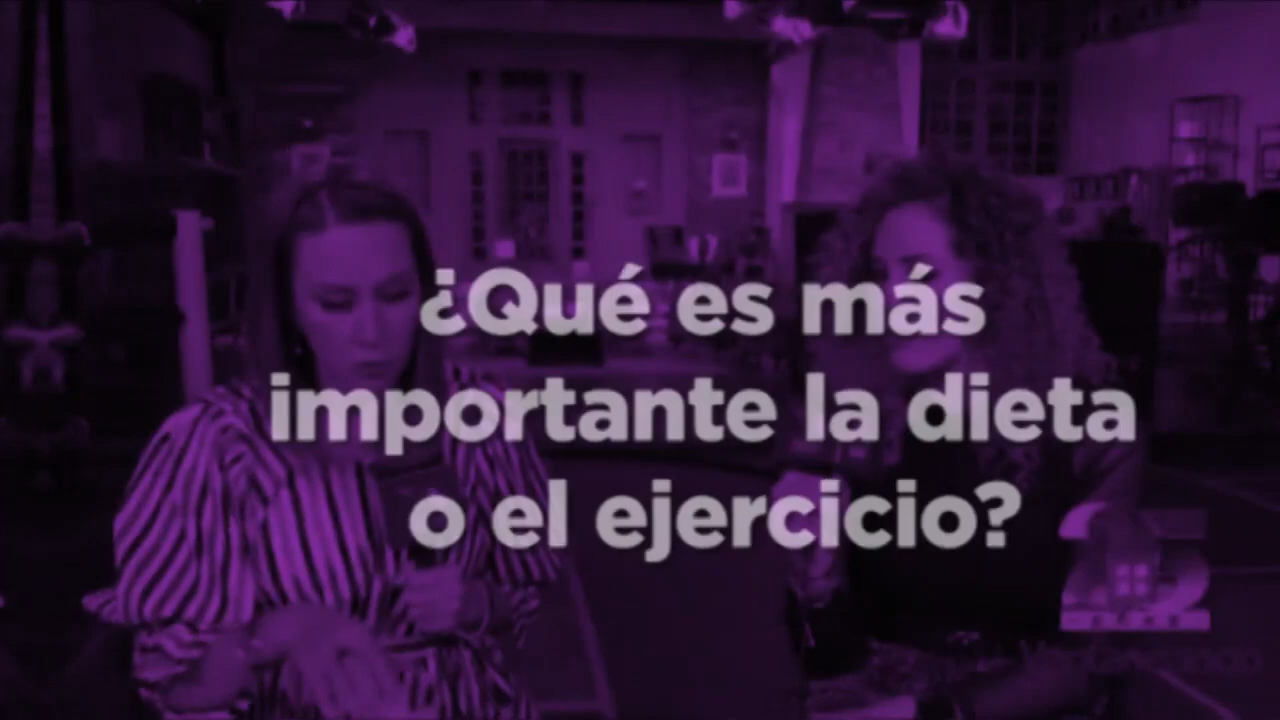 ¿Qué es más
importante la dieta
o el ejercicio?